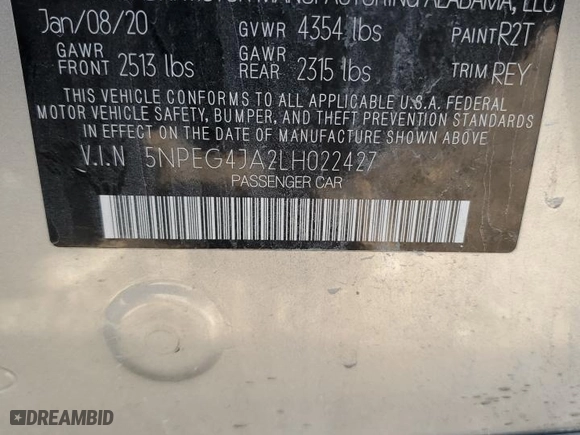 MANUFACTURING ALABAMA, LLC
Jan/08/20 GVWR 4354 lbs PAINT R2T
GAWR FRONT 2513 lbs GAWR REAR 2315 lbs TRIM REY
THIS VEHICLE CONFORMS TO ALL APPLICABLE U.S.A. FEDERAL
MOTOR VEHICLE SAFETY, BUMPER, AND THEFT PREVENTION STANDARDS
IN EFFECT ON THE DATE OF MANUFACTURE SHOWN ABOVE.
V.I.N 5NPEG4JA2LH022427
PASSENGER CAR
DREAMBID